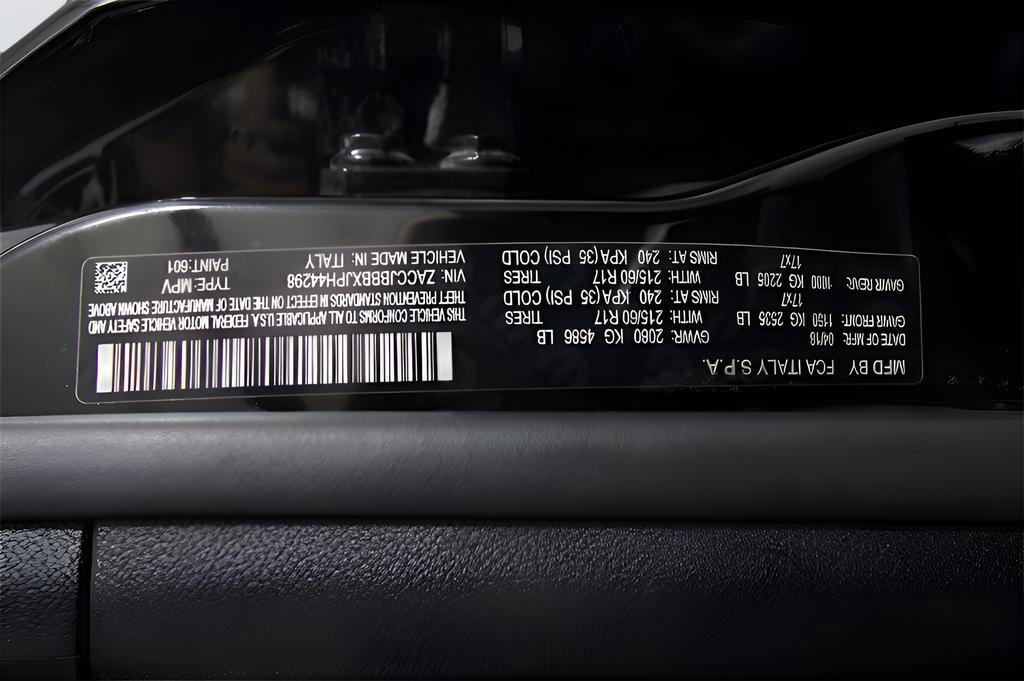 MFD BY FCA ITALY S.P.A.
DATE OF MFR: 04/18 GVWR: 2080 KG 4586 LB
GAWR FRONT: 1150 KG 2535 LB WITH: 215/60 R17 TIRES
17x7 RIMS AT: 240 KPA(35 PSI) COLD
GAWR 1000 KG 2205 LB WITH: 215/60 R17 TIRES
17x7 RIMS AT: 240 KPA(35 PSI) COLD
THIS VEHICLE CONFORMS TO ALL APPLICABLE U.S.A. FEDERAL MOTOR VEHICLE SAFETY AND
THEFT PREVENTION STANDARDS IN EFFECT ON THE DATE OF MANUFACTURE SHOWN ABOVE
VIN: ZACCJBBBXJPH44298 TYPE: MPV
VEHICLE MADE IN: ITALY PAINT:601